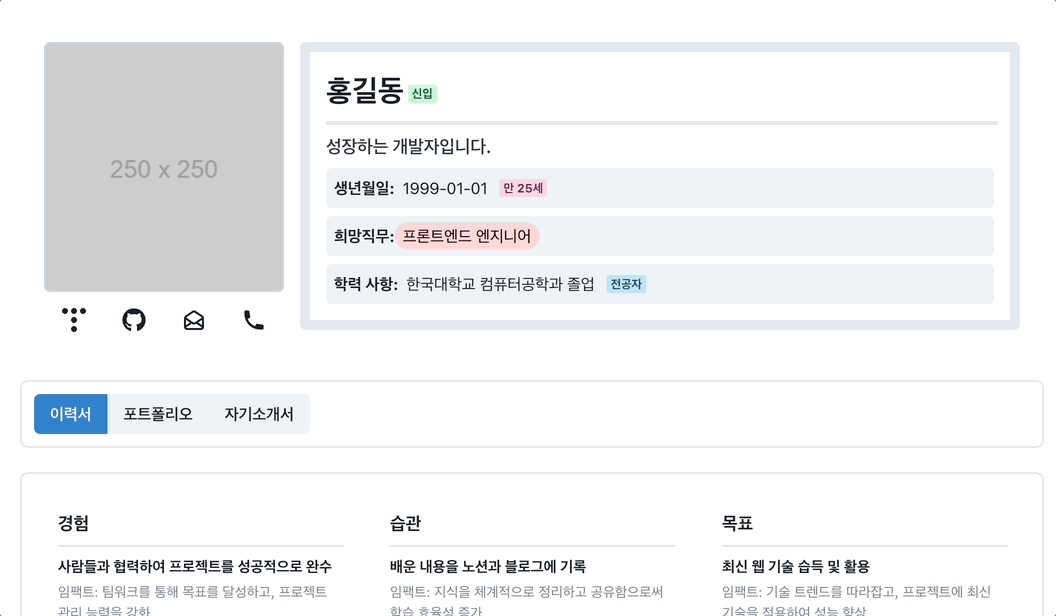 250 x 250
홍길동 신입
성장하는 개발자입니다.
생년월일: 1999-01-01 만 25세
희망직무: 프론트엔드 엔지니어
학력 사항: 한국대학교 컴퓨터공학과 졸업 전공자
이력서 포트폴리오 자기소개서
경험
사람들과 협력하여 프로젝트를 성공적으로 완수
임팩트: 팀워크를 통해 목표를 달성하고, 프로젝트
관리 능력을 강화
습관
배운 내용을 노션과 블로그에 기록
임팩트: 지식을 체계적으로 정리하고 공유함으로써
학습 효율성 증가
목표
최신 웹 기술 습득 및 활용
임팩트: 기술 트렌드를 따라잡고, 프로젝트에 최신
기술을 적용하여 성능 향상